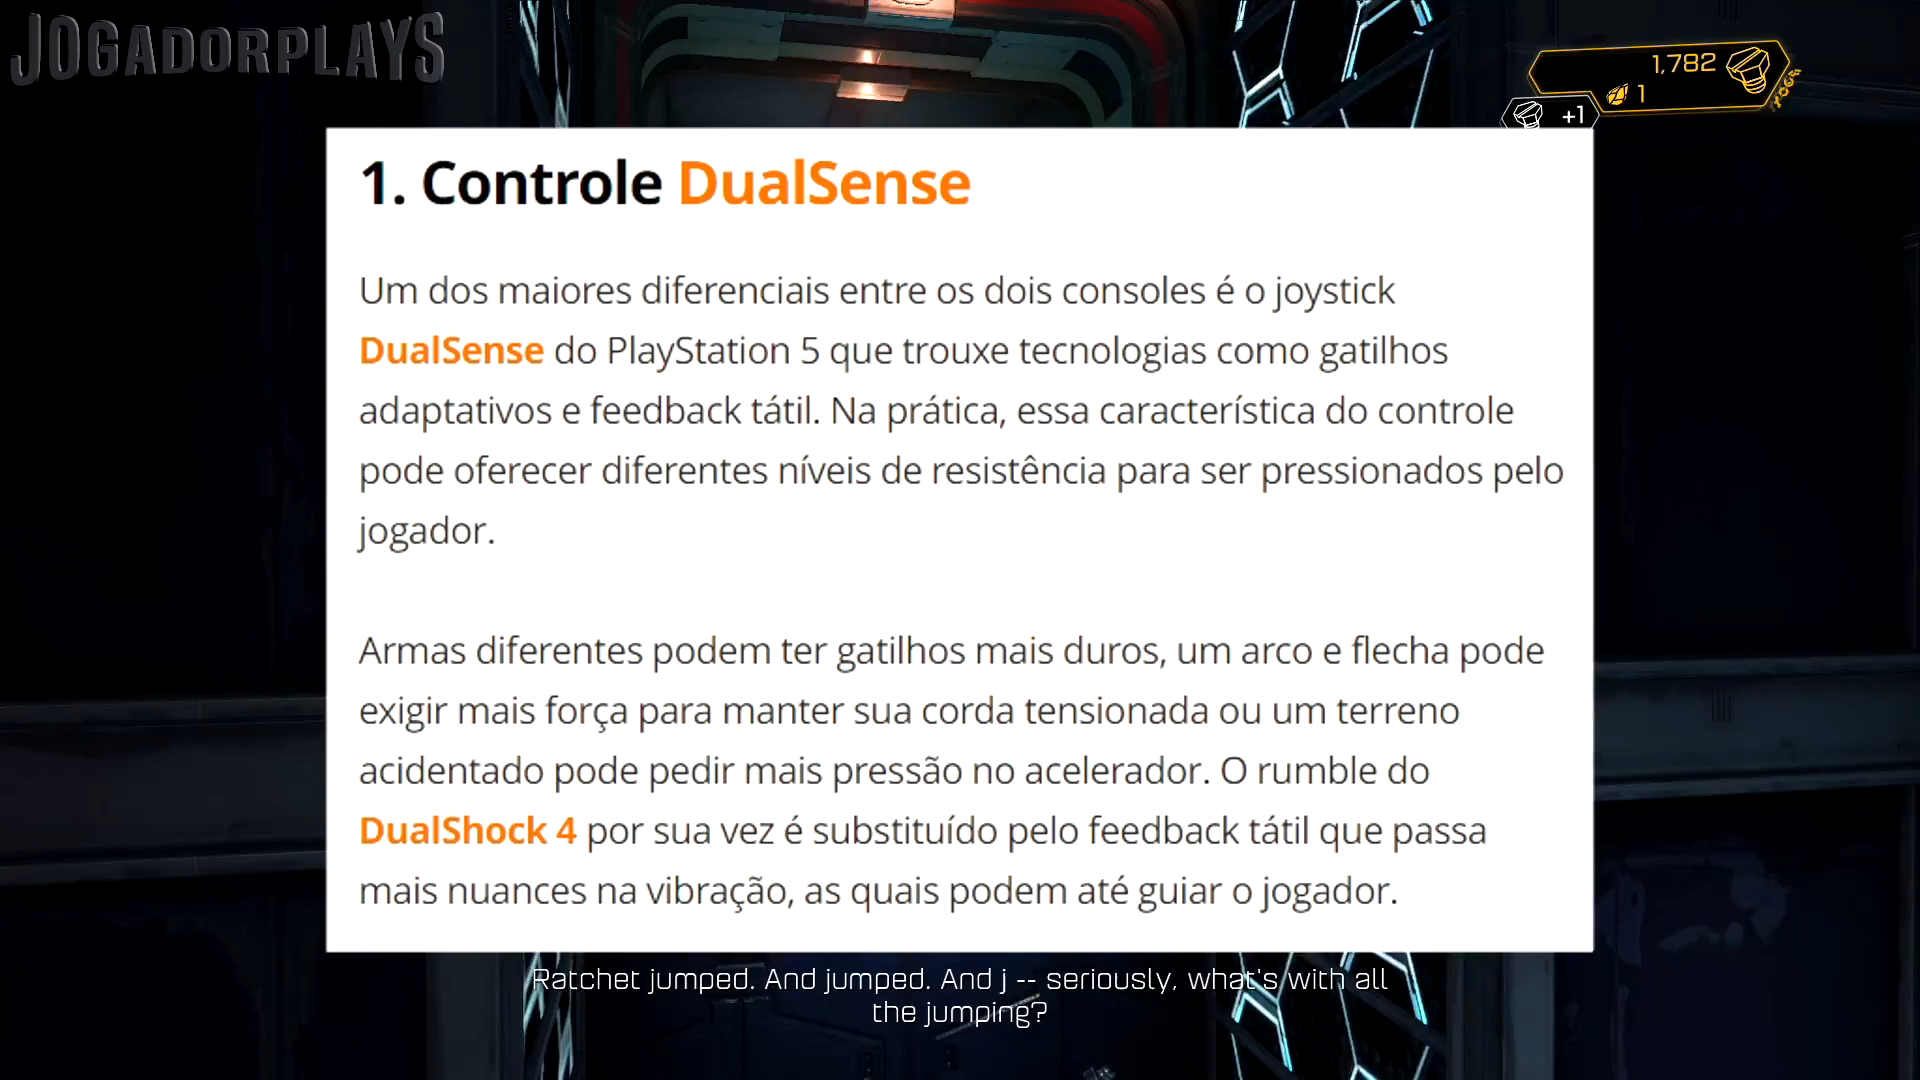 JOGADORPLAYS
1,782
1
+1
1. Controle DualSense
Um dos maiores diferenciais entre os dois consoles é o joystick
DualSense do PlayStation 5 que trouxe tecnologias como gatilhos
adaptativos e feedback tátil. Na prática, essa característica do controle
pode oferecer diferentes níveis de resistência para ser pressionados pelo
jogador.
Armas diferentes podem ter gatilhos mais duros, um arco e flecha pode
exigir mais força para manter sua corda tensionada ou um terreno
acidentado pode pedir mais pressão no acelerador. O rumble do
DualShock 4 por sua vez é substituído pelo feedback tátil que passa
mais nuances na vibração, as quais podem até guiar o jogador.
Ratchet jumped. And jumped. And j -- seriously, what's with all
the jumping?